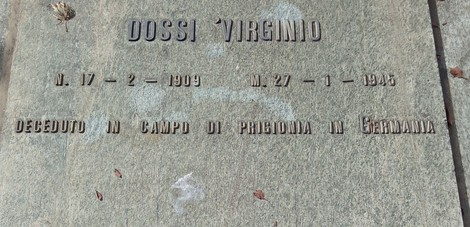 DOSSI VIRGINIO
N. 17 - 2 - 1909 M. 27 - 1 - 1945
DECEDUTO IN CAMPO DI PRIGIONIA IN GERMANIA